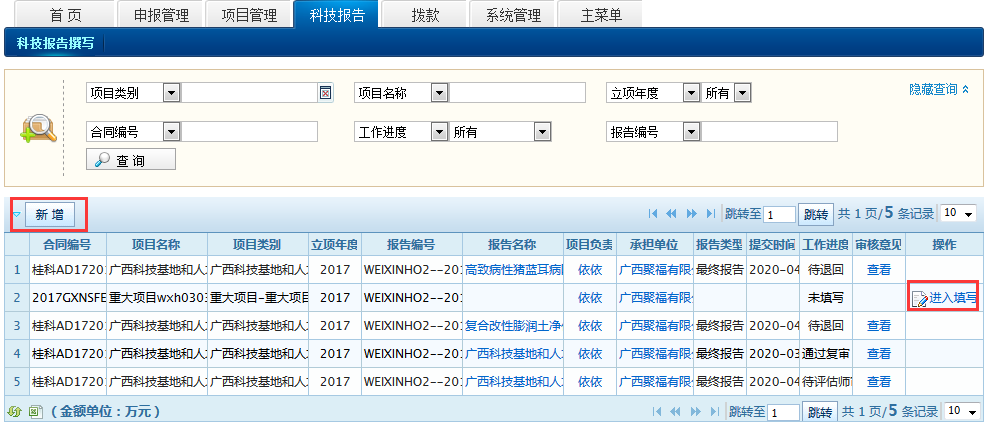 首 页 申报管理 项目管理 科技报告 拨款 系统管理 主菜单
科技报告撰写
项目类别 项目名称 立项年度 所有 隐藏查询
合同编号 工作进度 所有 报告编号
查 询
新 增 跳转至 1 跳转 共 1 页/5 条记录 10
合同编号 项目名称 项目类别 立项年度 报告编号 报告名称 项目负责 承担单位 报告类型 提交时间 工作进度 审核意见 操作
1 桂科AD1720 广西科技基地和人 广西科技基地和人 2017 WEIXINHO2--20 高致病性猪蓝耳病 依依 广西聚福有限 最终报告 2020-04 待退回 查看
2 2017GXNSFE 重大项目wxh030 重大项目-重大项目 2017 WEIXINHO2--20 依依 广西聚福有限 未填写 进入填写
3 桂科AD1720 广西科技基地和人 广西科技基地和人 2017 WEIXINHO2--20 复合改性膨润土净 依依 广西聚福有限 最终报告 2020-04 待退回 查看
4 桂科AD1720 广西科技基地和人 广西科技基地和人 2017 WEIXINHO2--20 广西科技基地和人 依依 广西聚福有限 最终报告 2020-03 通过复审 查看
5 桂科AD1720 广西科技基地和人 广西科技基地和人 2017 WEIXINHO2--20 广西科技基地和人 依依 广西聚福有限 最终报告 2020-04 待评估师 查看
（金额单位：万元） 跳转至 1 跳转 共 1 页/5 条记录 10